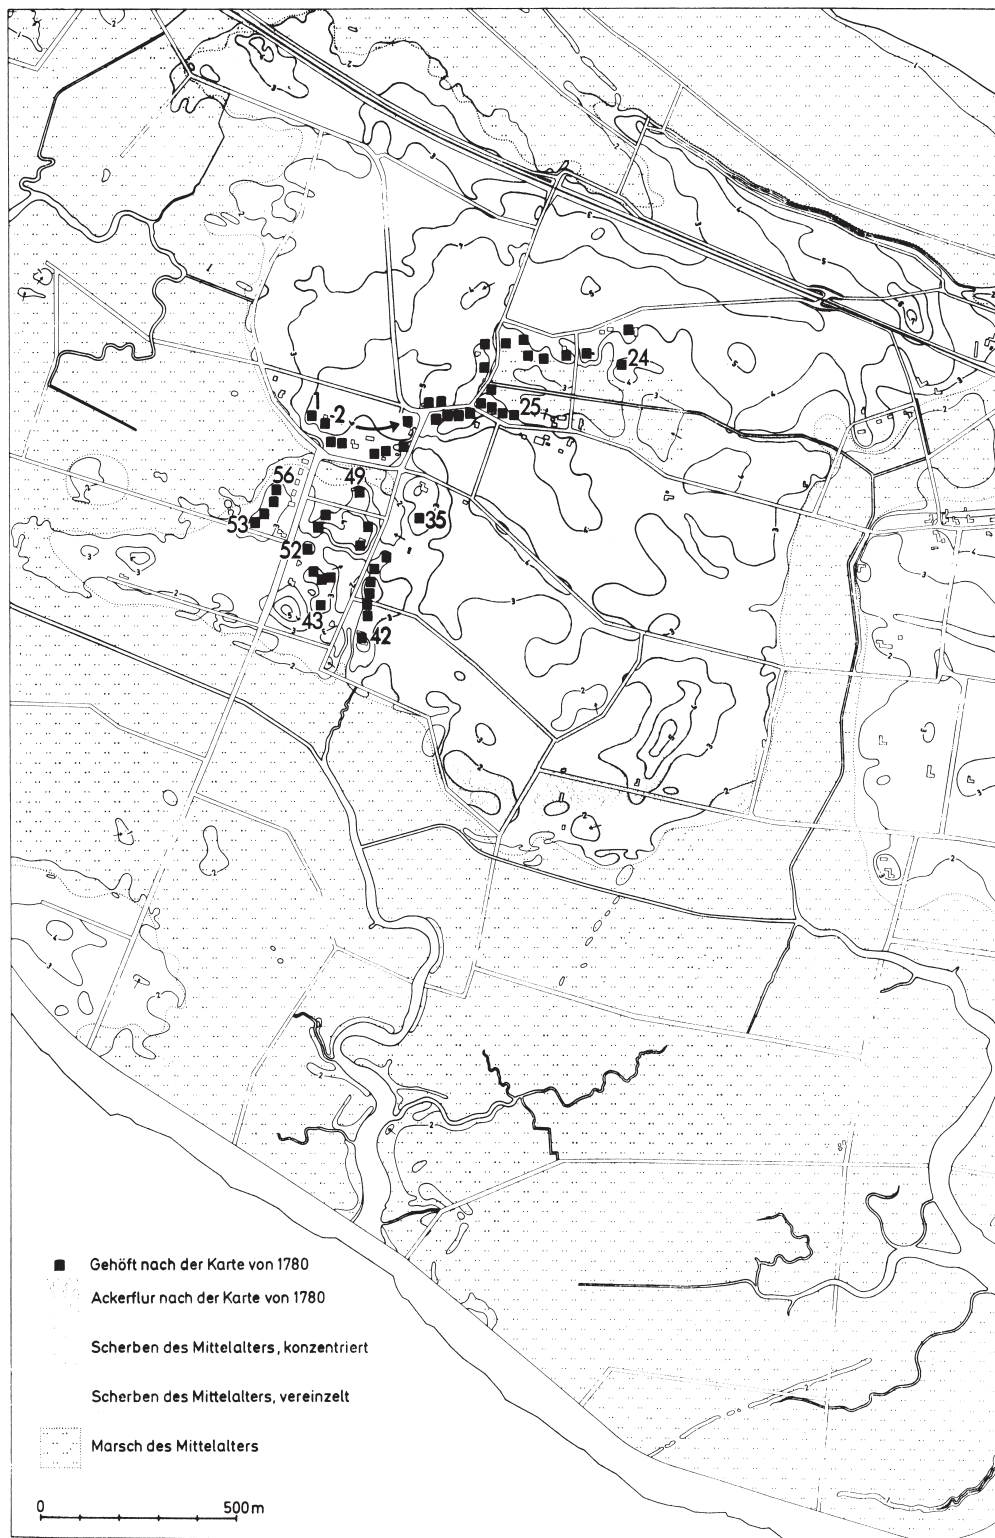 24
1
2
25
56
49
53
35
52
43
42
Gehöft nach der Karte von 1780
Ackerflur nach der Karte von 1780
Scherben des Mittelalters, konzentriert
Scherben des Mittelalters, vereinzelt
Marsch des Mittelalters
0 500m